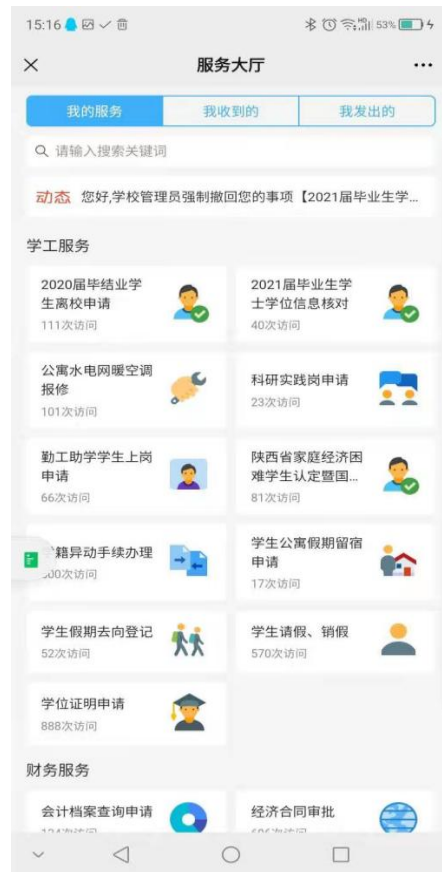 15:16
53%
服务大厅
我的服务 我收到的 我发出的
请输入搜索关键词
动态 您好,学校管理员强制撤回您的事项【2021届毕业生学...
学工服务
2020届毕结业学
生离校申请
111次访问
2021届毕业生学
士学位信息核对
40次访问
公寓水电网暖空调
报修
101次访问
科研实践岗申请
23次访问
勤工助学学生上岗
申请
66次访问
陕西省家庭经济困
难学生认定暨国...
81次访问
籍异动手续办理
00次访问
学生公寓假期留宿
申请
17次访问
学生假期去向登记
52次访问
学生请假、销假
570次访问
学位证明申请
888次访问
财务服务
会计档案查询申请
经济合同审批